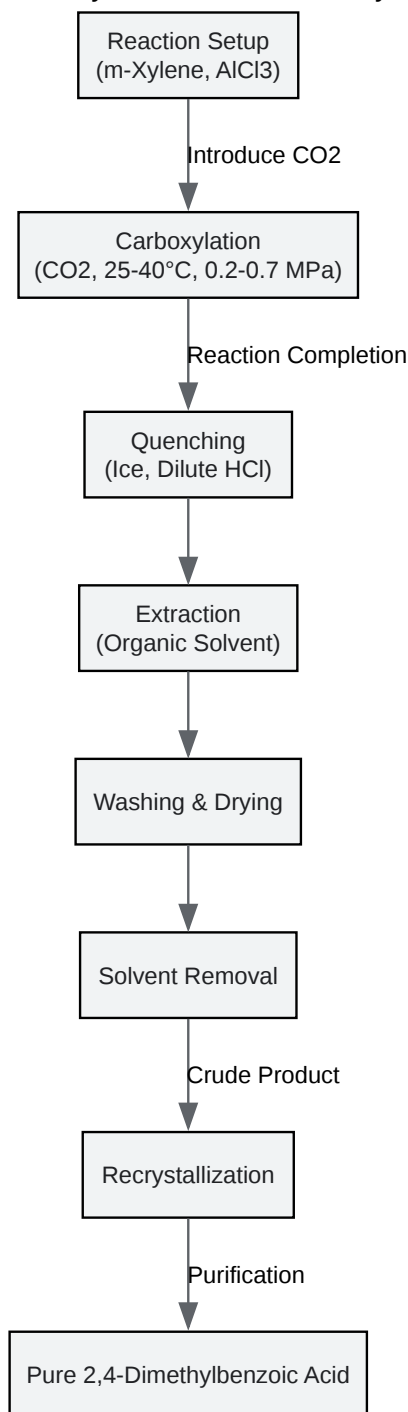 Reaction Setup
(m-Xylene, AlCl3)
Introduce CO2
Carboxylation
(CO2, 25-40°C, 0.2-0.7 MPa)
Reaction Completion
Quenching
(Ice, Dilute HCl)
Extraction
(Organic Solvent)
Washing & Drying
Solvent Removal
Crude Product
Recrystallization
Purification
Pure 2,4-Dimethylbenzoic Acid